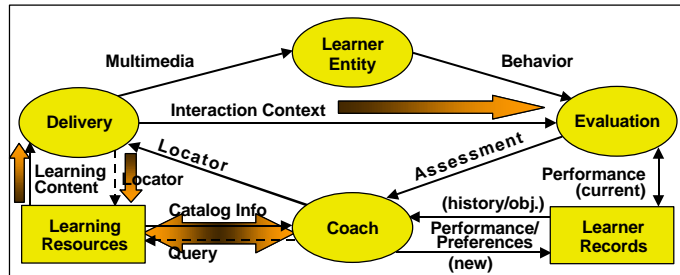 Learner
Entity
Multimedia
Behavior
Delivery
Interaction Context
Evaluation
Learning
Content
Locator
Locator
Assessment
Performance
(current)
Learning
Resources
Catalog Info
Query
Coach
(history/obj.)
Performance/
Preferences
(new)
Learner
Records